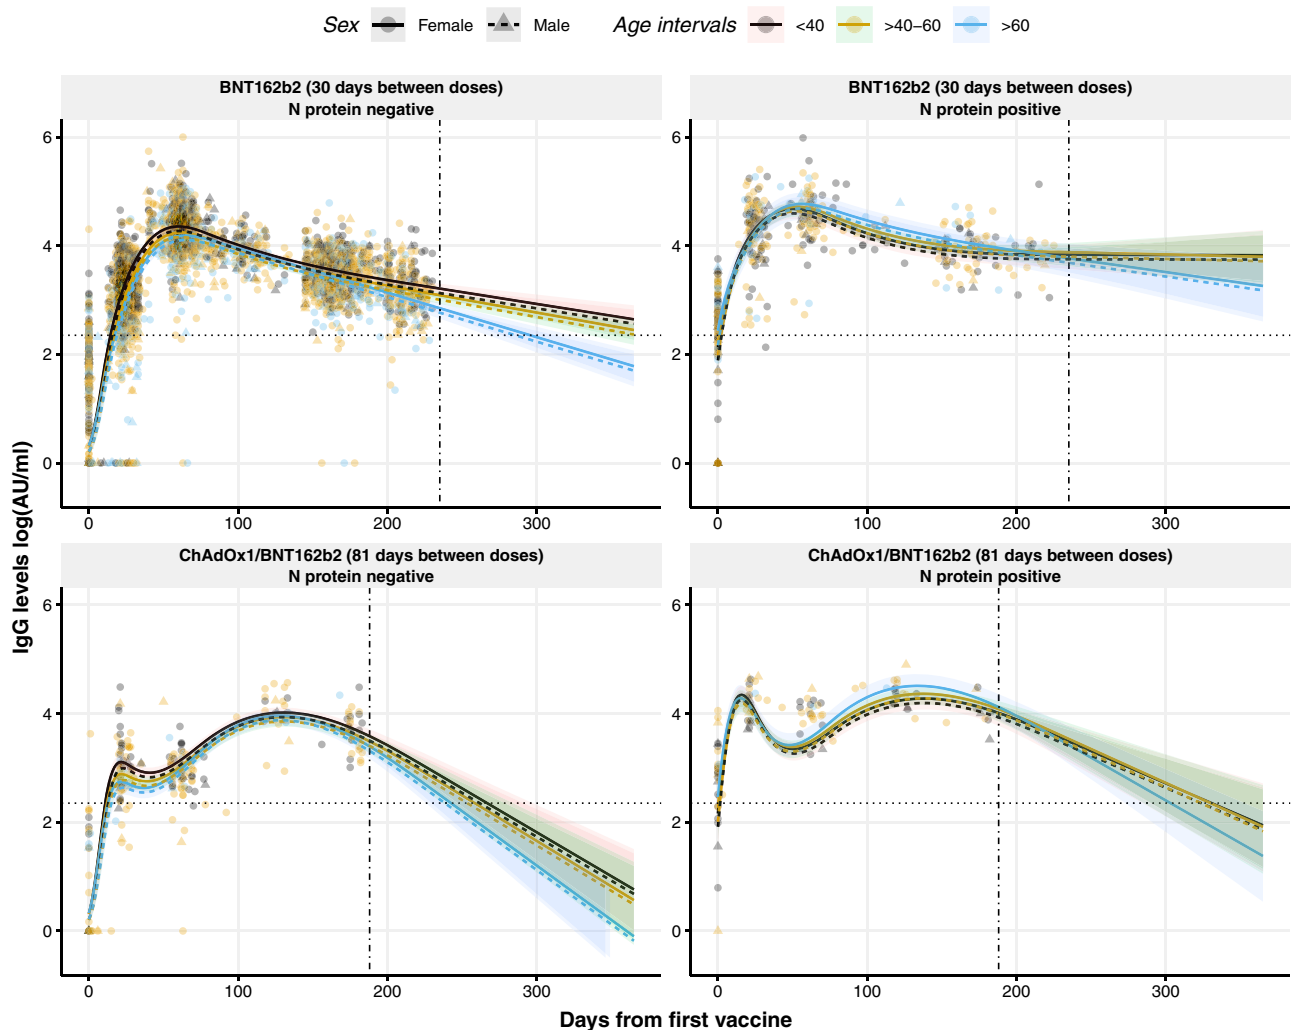 Sex Female Male Age intervals <40 >40−60 >60
BNT162b2 (30 days between doses)
N protein negative
BNT162b2 (30 days between doses)
N protein positive
6
4
2
0
0 100 200 300
0
2
4
6
0 100 200 300
ChAdOx1/BNT162b2 (81 days between doses)
N protein negative
ChAdOx1/BNT162b2 (81 days between doses)
N protein positive
IgG levels log(AU/ml)
6
4
2
0
0 100 200 300
6
4
2
0
0 100 200 300
Days from first vaccine